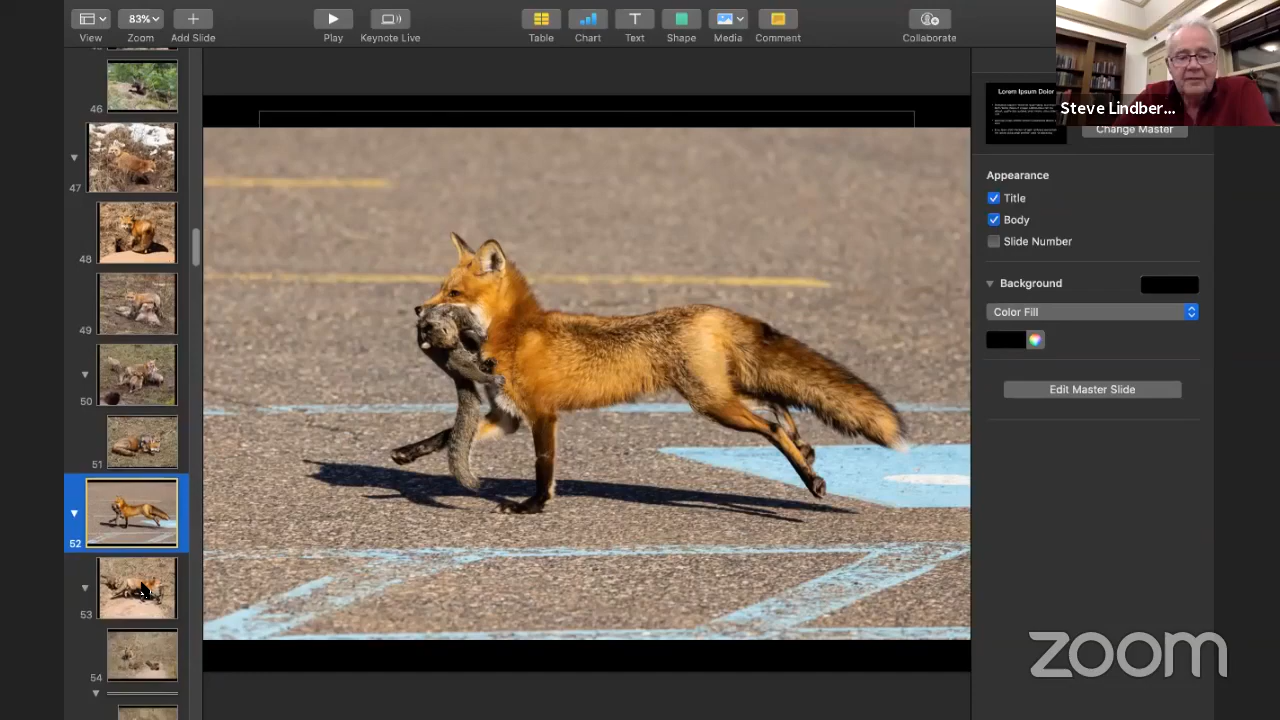 83%
View
Zoom
Add Slide
Play
Keynote Live
Table
Chart
Text
Shape
Media
Comment
Collaborate
Steve Lindber...
Lorem Ipsum Dolor
Change Master
Appearance
Title
Body
Slide Number
Background
Color Fill
Edit Master Slide
46
47
48
49
50
51
52
53
54
zoom